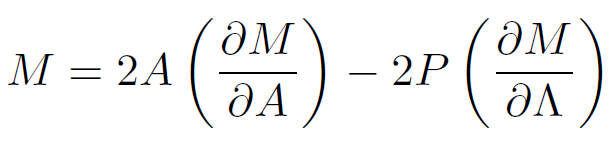 M = 2A (∂M/∂A) − 2P (∂M/∂Λ)